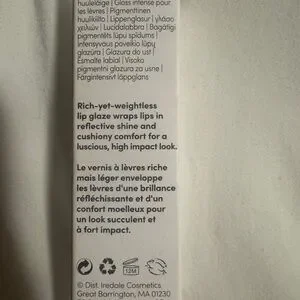 huuleläige | Glaze intense pour
les lèvres | Pigmenttinen
huulikiilto | Lippenglasur | γλάσο
χειλιών | Lucidalabbra | Bagātīgi
pigmentēts lūpu spīdums |
intensyvaus poveikio lūpų
glazūra | Glazura do ust |
Esmalte labial | Visoko
pigmentni glazura za usne |
Färgintensivt läppglans
Rich-yet-weightless
lip glaze wraps lips in
reflective shine and
cushiony comfort for a
luscious, high impact look.
Le vernis à lèvres riche
mais léger enveloppe
les lèvres d'une brillance
réfléchissante et d'un
confort moelleux pour
un look succulent et
à fort impact.
12M
© Dist. Iredale Cosmetics
Great Barrington, MA 01230